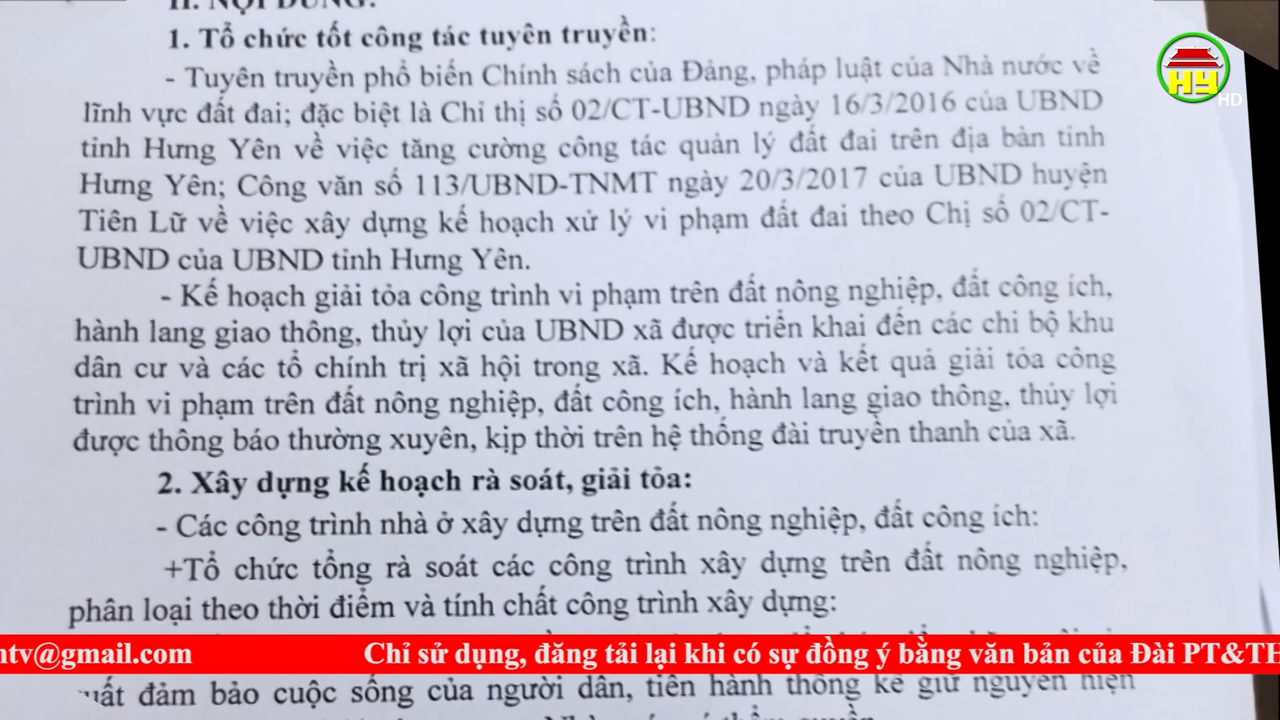 II. NỘI DUNG:
1. Tổ chức tốt công tác tuyên truyền:
- Tuyên truyền phổ biến Chính sách của Đảng, pháp luật của Nhà nước về
lĩnh vực đất đai; đặc biệt là Chỉ thị số 02/CT-UBND ngày 16/3/2016 của UBND
tỉnh Hưng Yên về việc tăng cường công tác quản lý đất đai trên địa bàn tỉnh
Hưng Yên; Công văn số 113/UBND-TNMT ngày 20/3/2017 của UBND huyện
Tiên Lữ về việc xây dựng kế hoạch xử lý vi phạm đất đai theo Chị số 02/CT-
UBND của UBND tỉnh Hưng Yên.
- Kế hoạch giải tỏa công trình vi phạm trên đất nông nghiệp, đất công ích,
hành lang giao thông, thủy lợi của UBND xã được triển khai đến các chi bộ khu
dân cư và các tổ chính trị xã hội trong xã. Kế hoạch và kết quả giải tỏa công
trình vi phạm trên đất nông nghiệp, đất công ích, hành lang giao thông, thủy lợi
được thông báo thường xuyên, kịp thời trên hệ thống đài truyền thanh của xã.
2. Xây dựng kế hoạch rà soát, giải tỏa:
- Các công trình nhà ở xây dựng trên đất nông nghiệp, đất công ích:
+Tổ chức tổng rà soát các công trình xây dựng trên đất nông nghiệp,
phân loại theo thời điểm và tính chất công trình xây dựng:
ntv@gmail.com Chỉ sử dụng, đăng tải lại khi có sự đồng ý bằng văn bản của Đài PT&TH
đảm bảo cuộc sống của người dân, tiến hành thống kê giữ nguyên hiện
HY
HD